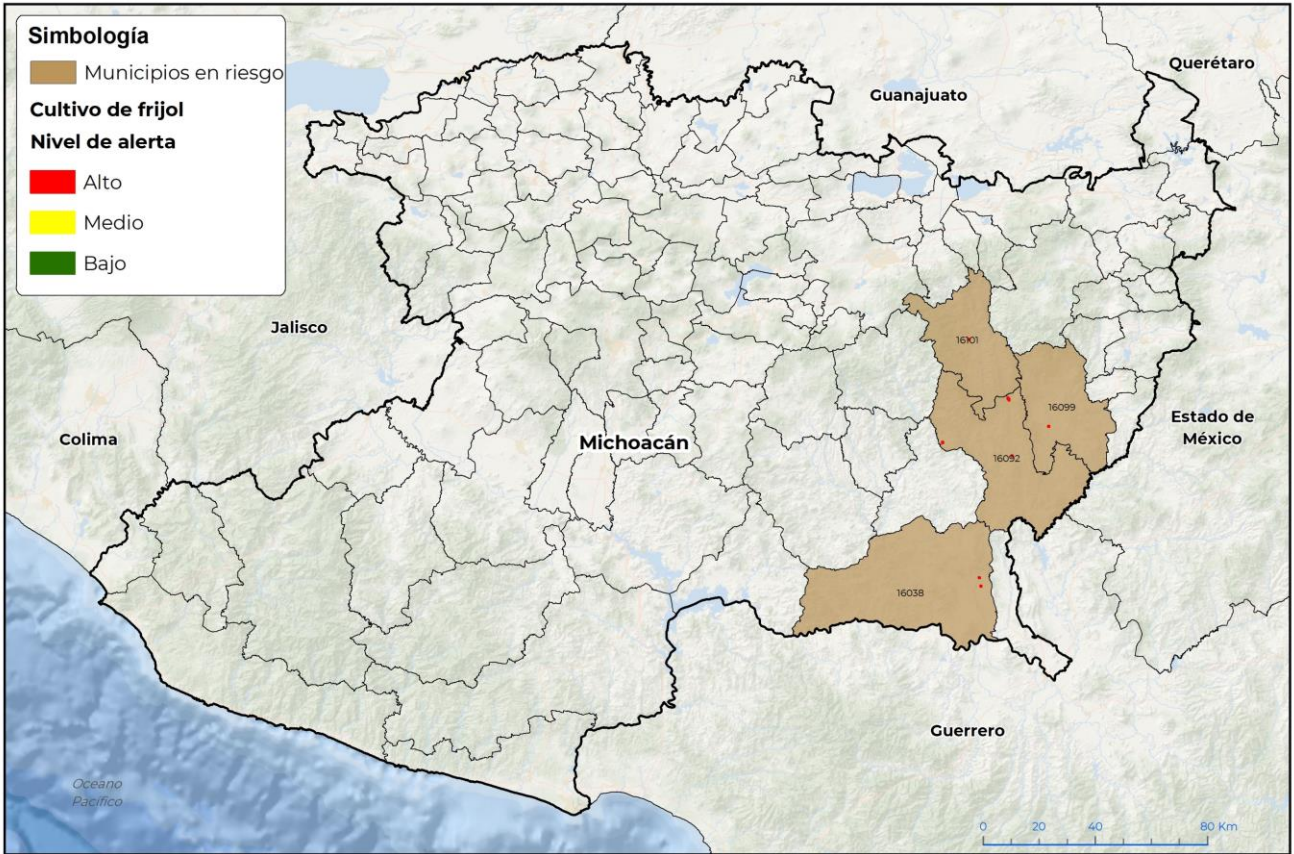 Simbología
Municipios en riesgo
Cultivo de frijol
Nivel de alerta
Alto
Medio
Bajo
Querétaro
Guanajuato
Jalisco
Colima
Michoacán
Estado de
México
16101
16099
16092
16038
Guerrero
Oceano
Pacífico
0 20 40 80 Km